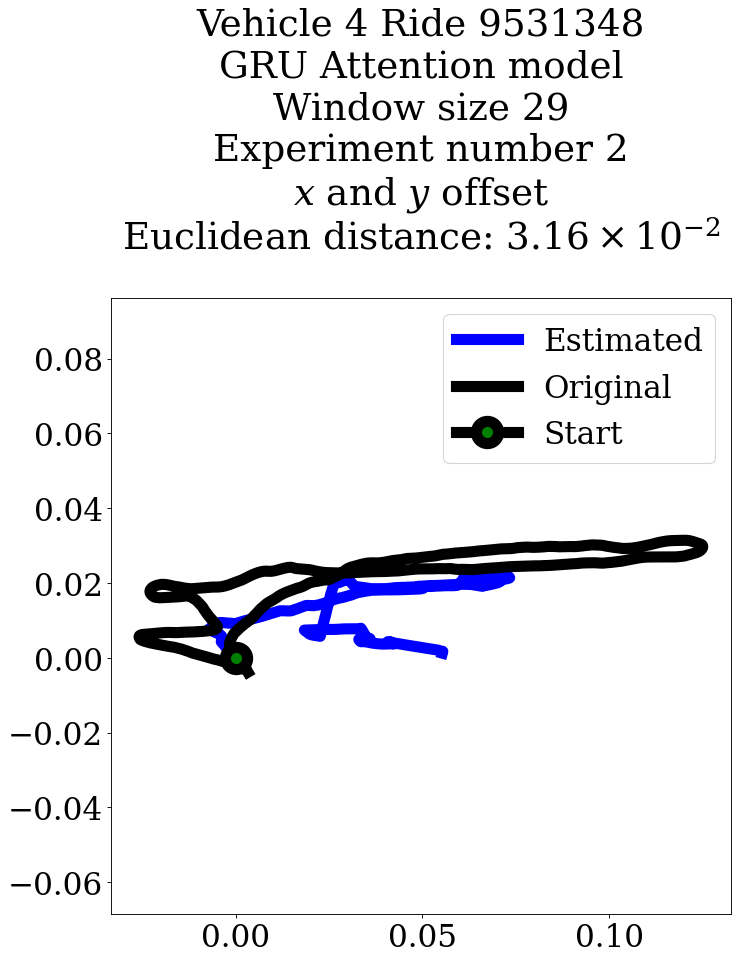 Vehicle 4 Ride 9531348
GRU Attention model
Window size 29
Experiment number 2
x and y offset
Euclidean distance: 3.16 × 10⁻²
Estimated
Original
Start
0.08
0.06
0.04
0.02
0.00
−0.02
−0.04
−0.06
0.00 0.05 0.10